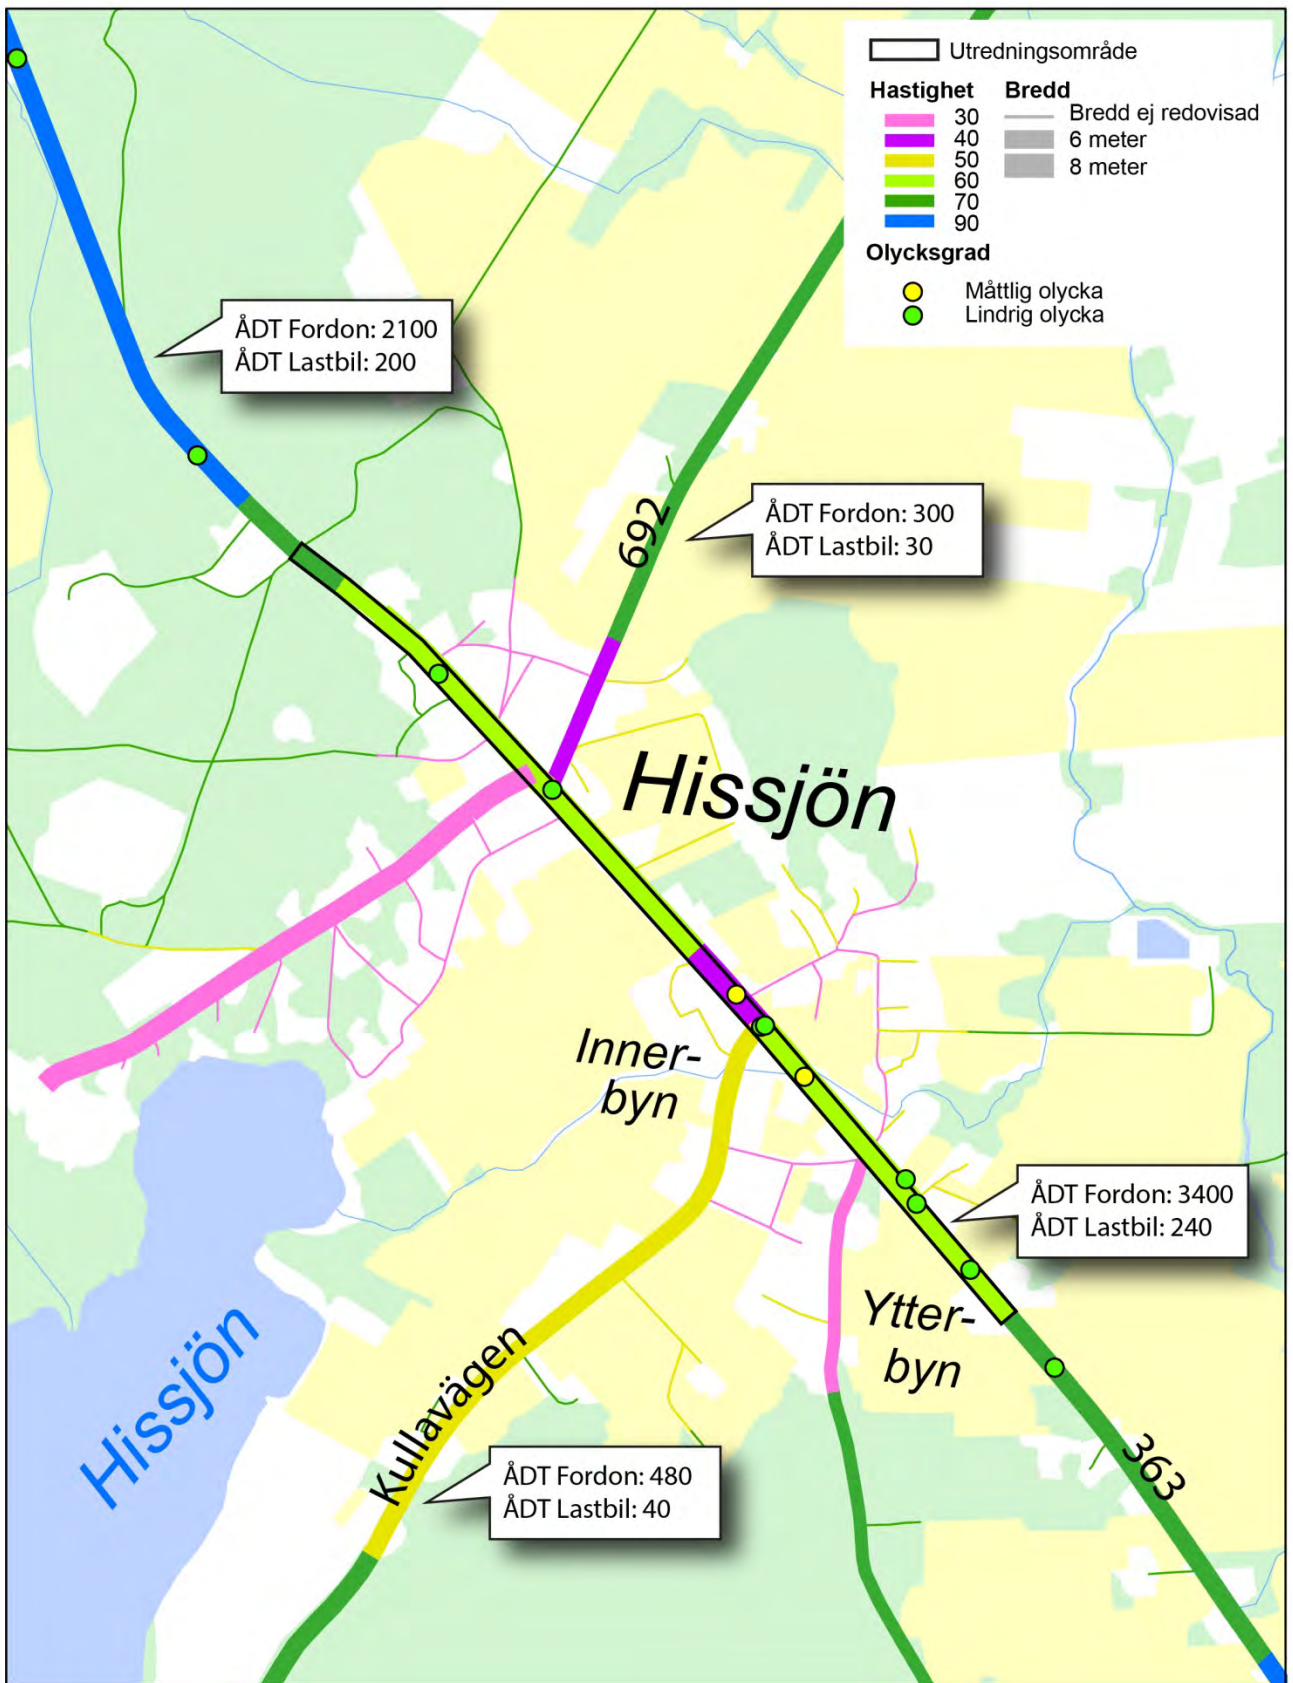 Utredningsområde
Hastighet
30
40
50
60
70
90
Bredd
Bredd ej redovisad
6 meter
8 meter
Olycksgrad
Måttlig olycka
Lindrig olycka
ÅDT Fordon: 2100
ÅDT Lastbil: 200
692
ÅDT Fordon: 300
ÅDT Lastbil: 30
Hissjön
Inner-
byn
ÅDT Fordon: 3400
ÅDT Lastbil: 240
Ytter-
byn
Hissjön
Kullavägen
363
ÅDT Fordon: 480
ÅDT Lastbil: 40